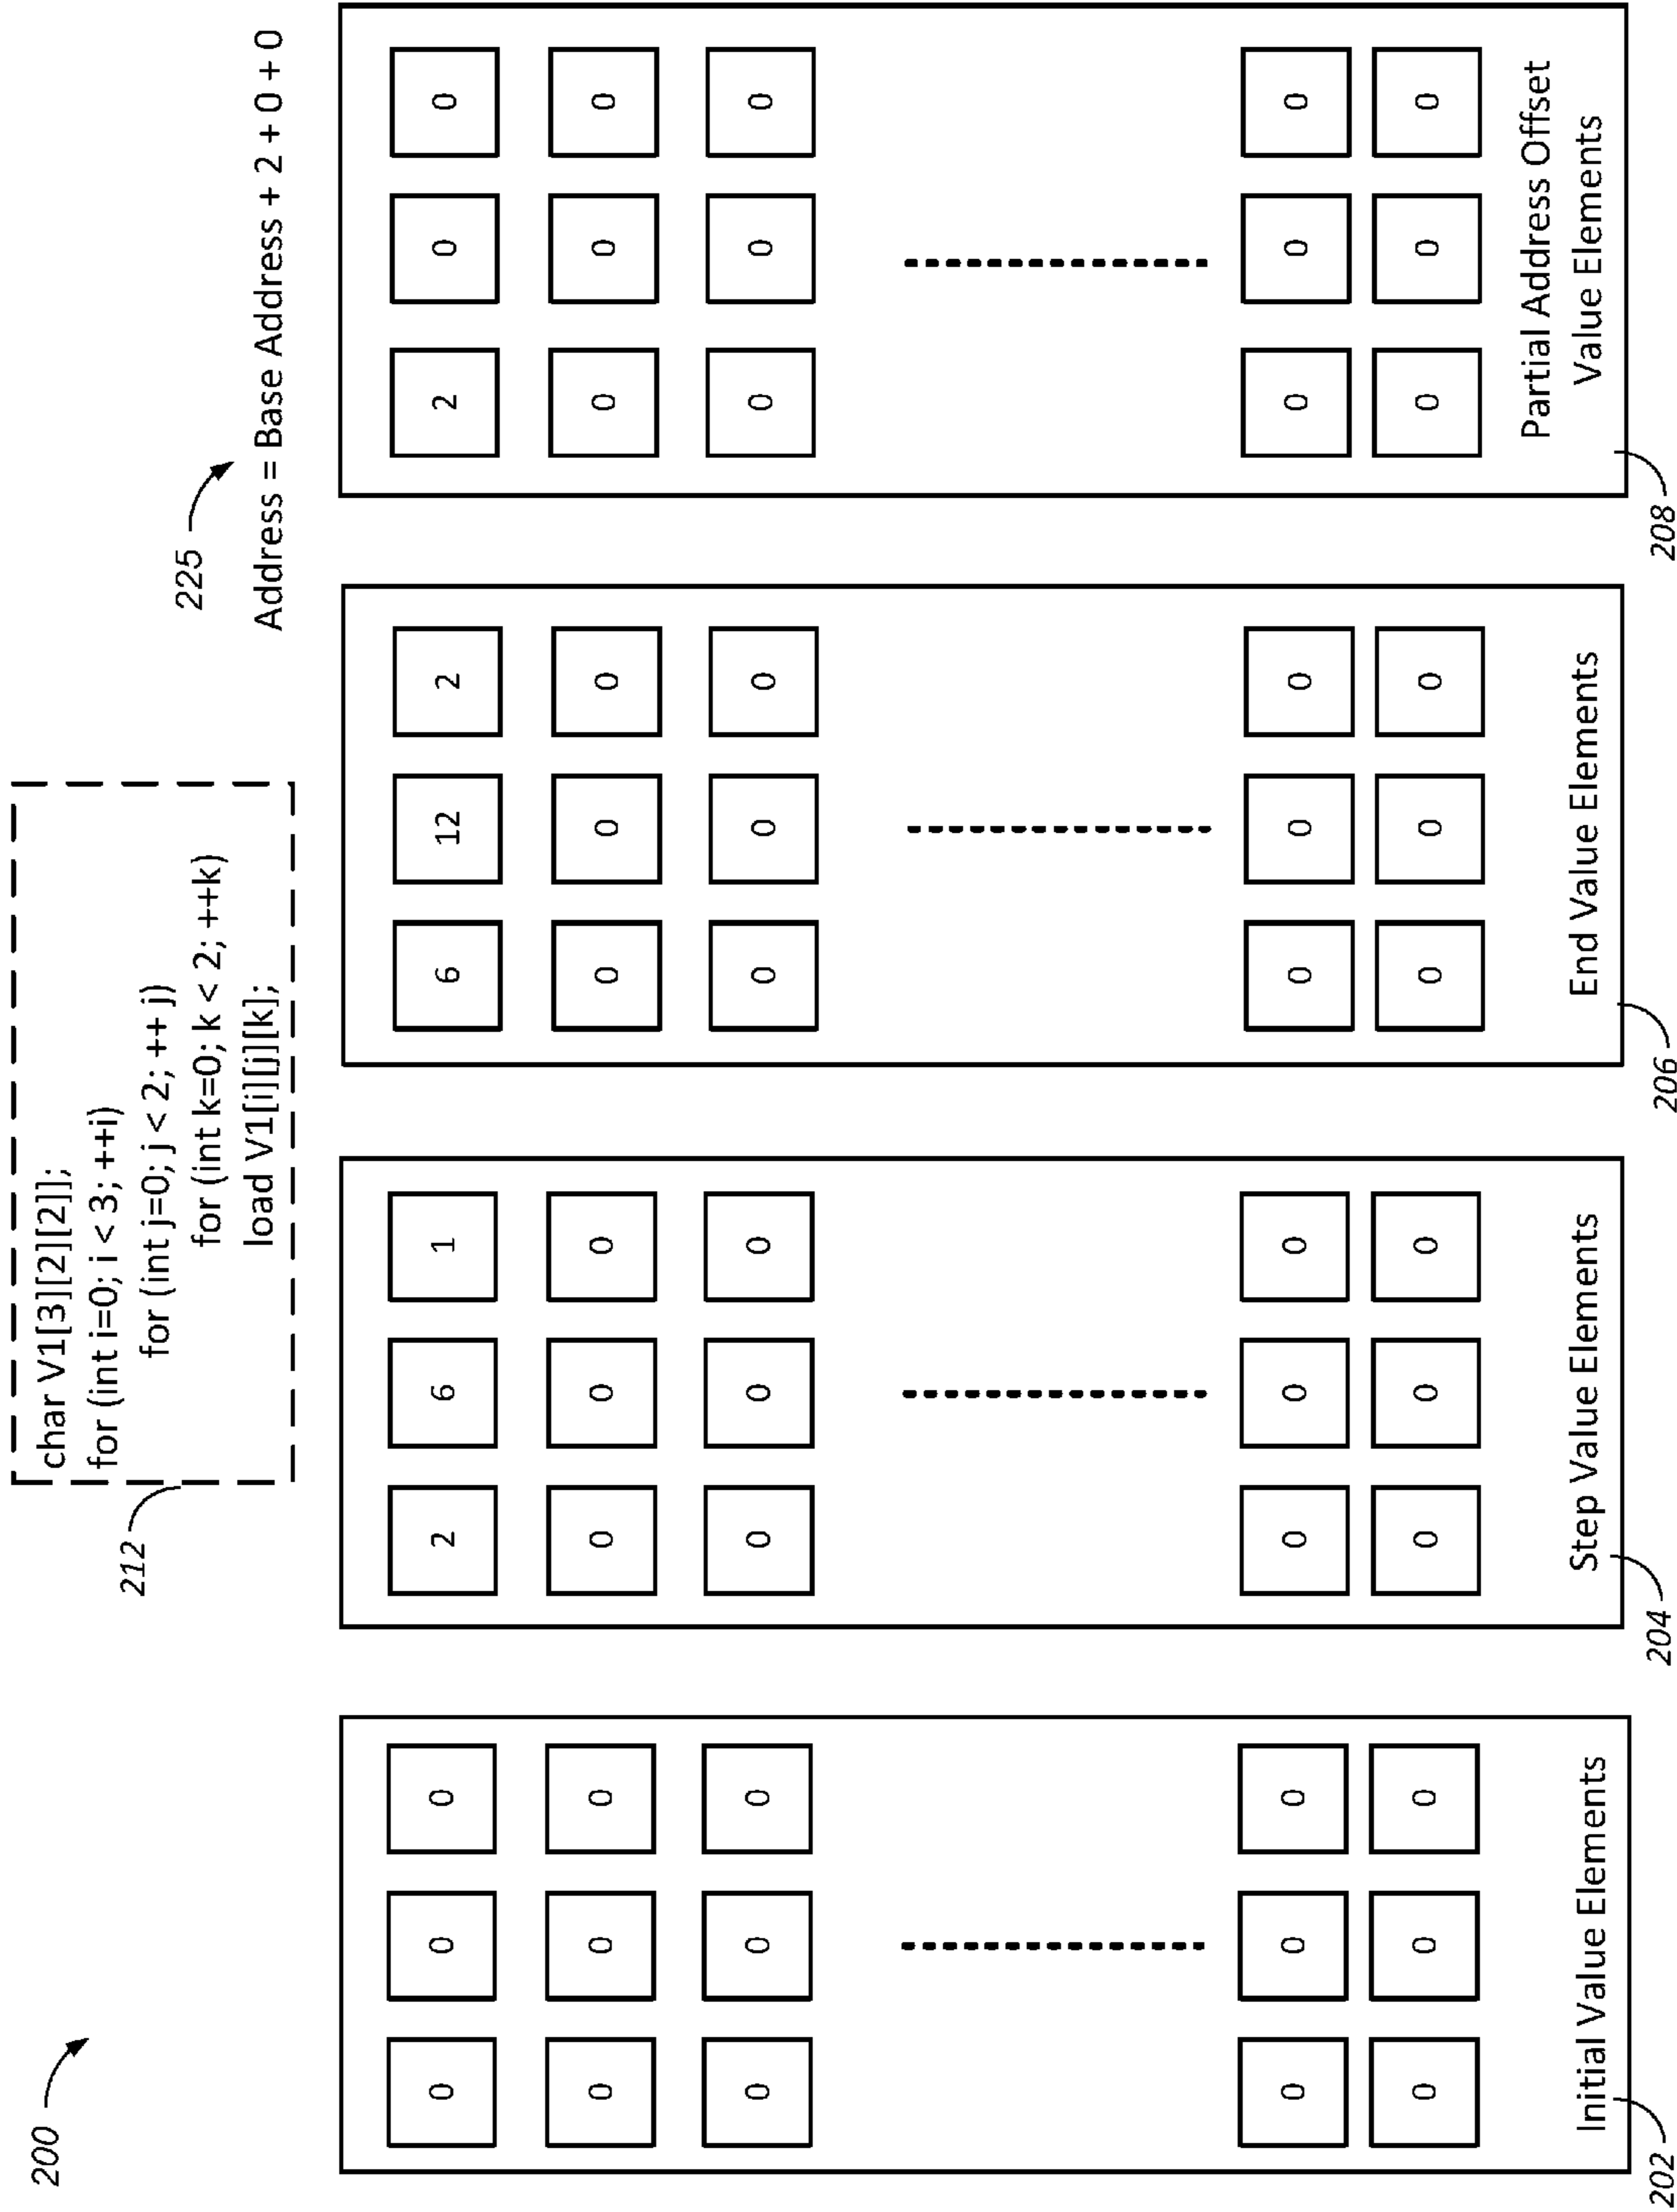 200
212
char V1[3][2][2]];
for (int i=0; i < 3; ++i)
for (int j=0; j < 2; ++ j)
for (int k=0; k < 2; ++k)
load V1[i][j][k];
225
Address = Base Address + 2 + 0 + 0
0 0 0
0 0 0
0 0 0
0 0 0
0 0 0
Initial Value Elements
202
2 6 1
0 0 0
0 0 0
0 0 0
0 0 0
Step Value Elements
204
6 12 2
0 0 0
0 0 0
0 0 0
0 0 0
End Value Elements
206
2 0 0
0 0 0
0 0 0
0 0 0
0 0 0
Partial Address Offset
Value Elements
208